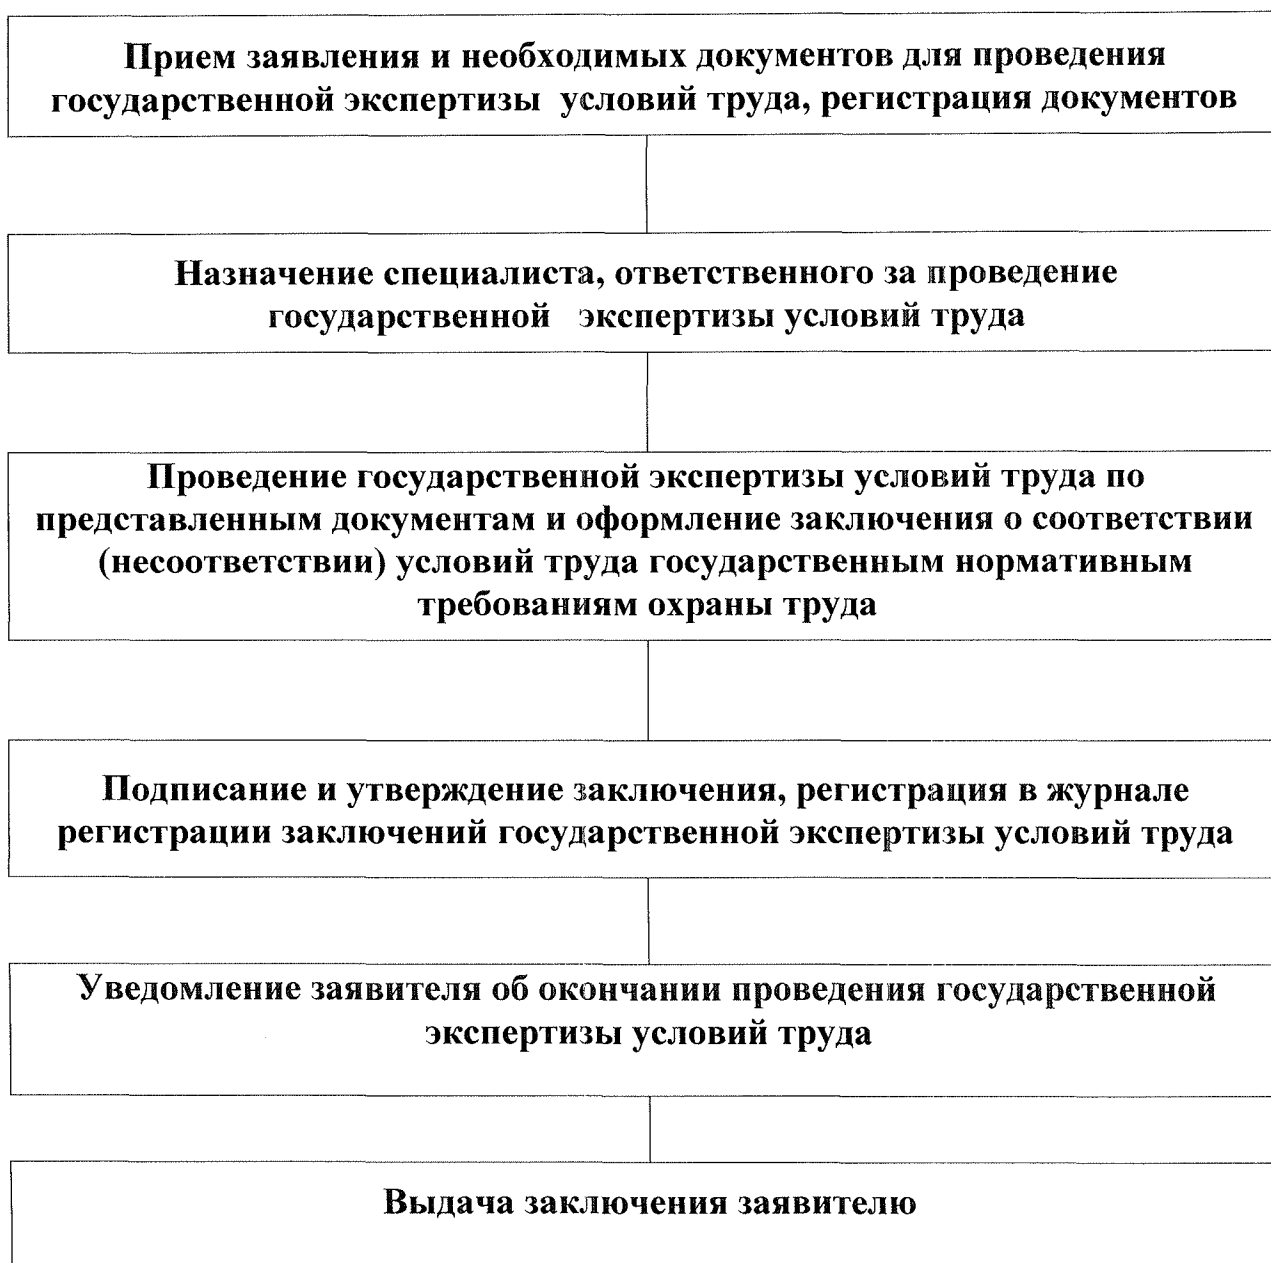 Прием заявления и необходимых документов для проведения
государственной экспертизы условий труда, регистрация документов
Назначение специалиста, ответственного за проведение
государственной экспертизы условий труда
Проведение государственной экспертизы условий труда по
представленным документам и оформление заключения о соответствии
(несоответствии) условий труда государственным нормативным
требованиям охраны труда
Подписание и утверждение заключения, регистрация в журнале
регистрации заключений государственной экспертизы условий труда
Уведомление заявителя об окончании проведения государственной
экспертизы условий труда
Выдача заключения заявителю